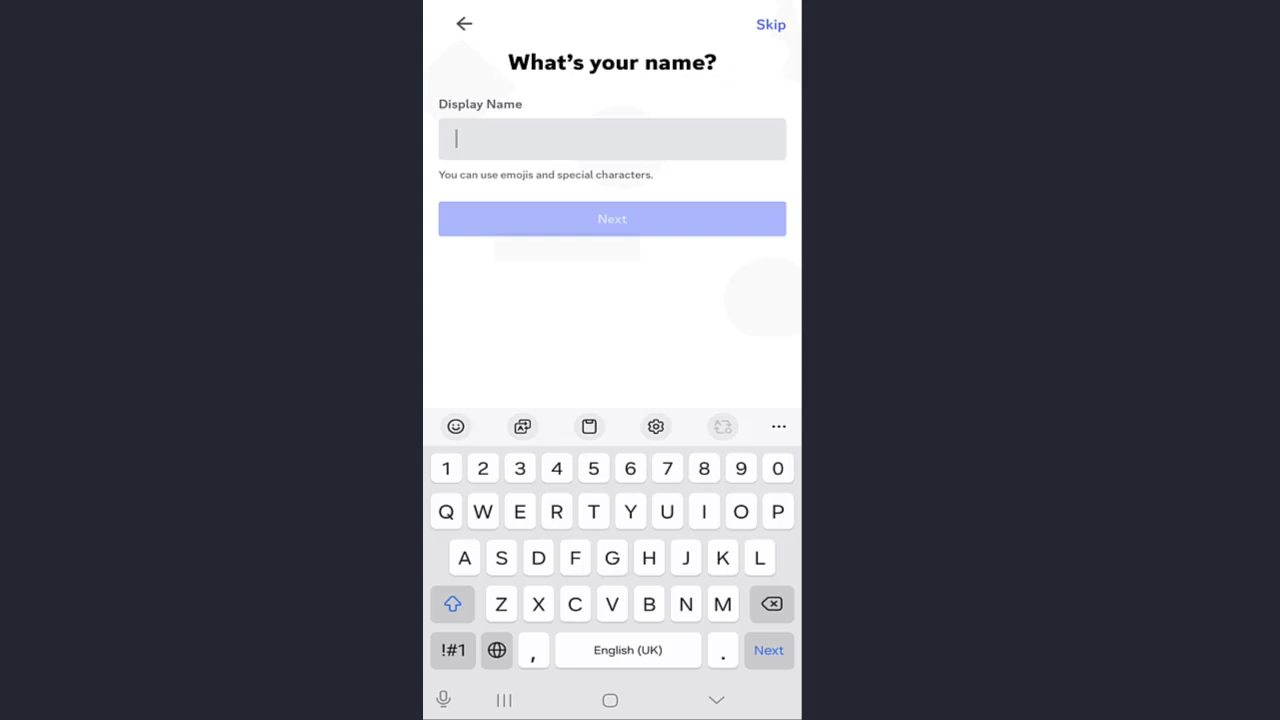 Skip
What's your name?
Display Name
You can use emojis and special characters.
Next
1 2 3 4 5 6 7 8 9 0
Q W E R T Y U I O P
A S D F G H J K L
Z X C V B N M
!#1 , English (UK) . Next